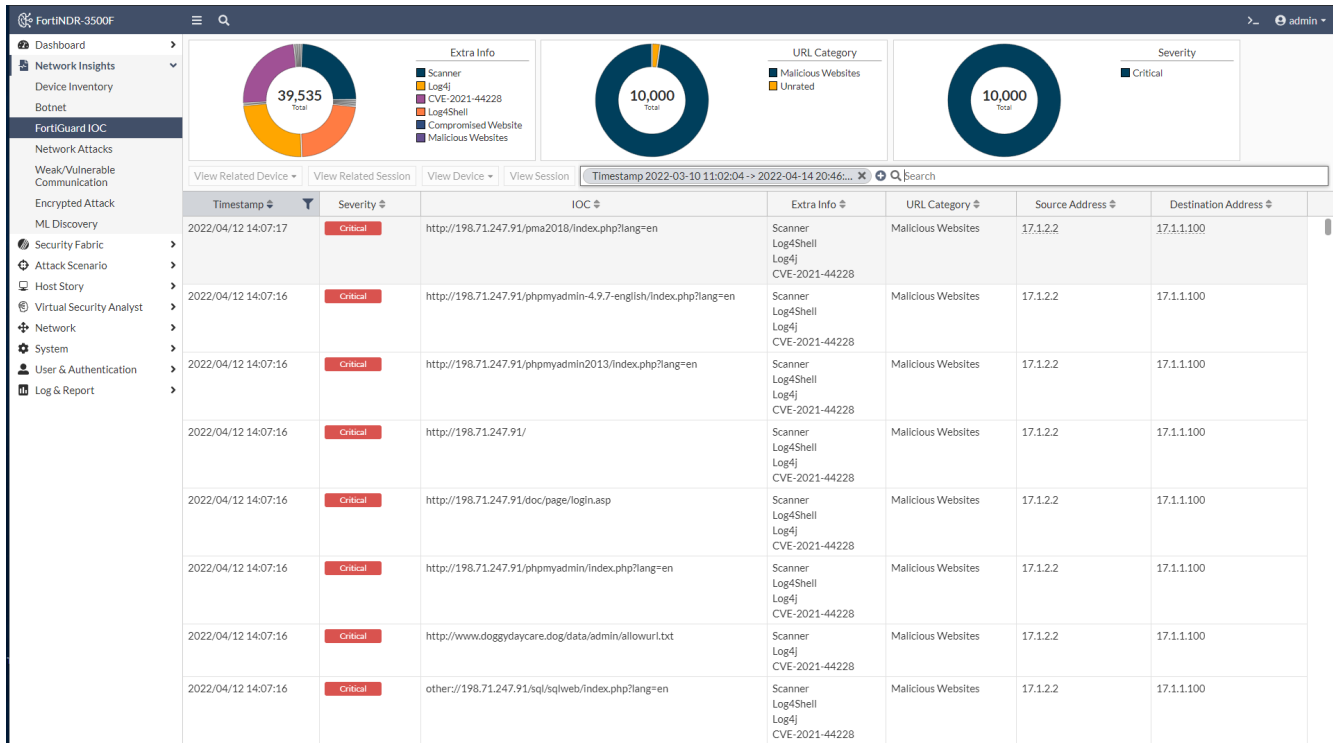 FortiNDR-3500F
>_ admin
Dashboard
Network Insights
Device Inventory
Botnet
FortiGuard IOC
Network Attacks
Weak/Vulnerable
Communication
Encrypted Attack
ML Discovery
Security Fabric
Attack Scenario
Host Story
Virtual Security Analyst
Network
System
User & Authentication
Log & Report
39,535
Total
Extra Info
Scanner
Log4j
CVE-2021-44228
Log4Shell
Compromised Website
Malicious Websites
10,000
Total
URL Category
Malicious Websites
Unrated
10,000
Total
Severity
Critical
View Related Device View Related Session View Device View Session Timestamp 2022-03-10 11:02:04 -> 2022-04-14 20:46:... Search
Timestamp Severity IOC Extra Info URL Category Source Address Destination Address
2022/04/12 14:07:17 Critical http://198.71.247.91/pma2018/index.php?lang=en Scanner Malicious Websites 17.1.2.2 17.1.1.100
Log4Shell
Log4j
CVE-2021-44228
2022/04/12 14:07:16 Critical http://198.71.247.91/phpmyadmin-4.9.7-english/index.php?lang=en Scanner Malicious Websites 17.1.2.2 17.1.1.100
Log4Shell
Log4j
CVE-2021-44228
2022/04/12 14:07:16 Critical http://198.71.247.91/phpmyadmin2013/index.php?lang=en Scanner Malicious Websites 17.1.2.2 17.1.1.100
Log4Shell
Log4j
CVE-2021-44228
2022/04/12 14:07:16 Critical http://198.71.247.91/ Scanner Malicious Websites 17.1.2.2 17.1.1.100
Log4Shell
Log4j
CVE-2021-44228
2022/04/12 14:07:16 Critical http://198.71.247.91/doc/page/login.asp Scanner Malicious Websites 17.1.2.2 17.1.1.100
Log4Shell
Log4j
CVE-2021-44228
2022/04/12 14:07:16 Critical http://198.71.247.91/phpmyadmin/index.php?lang=en Scanner Malicious Websites 17.1.2.2 17.1.1.100
Log4Shell
Log4j
CVE-2021-44228
2022/04/12 14:07:16 Critical http://www.doggydaycare.dog/data/admin/allowurl.txt Scanner Malicious Websites 17.1.2.2 17.1.1.100
Log4j
CVE-2021-44228
2022/04/12 14:07:16 Critical other://198.71.247.91/sql/sqlweb/index.php?lang=en Scanner Malicious Websites 17.1.2.2 17.1.1.100
Log4Shell
Log4j
CVE-2021-44228